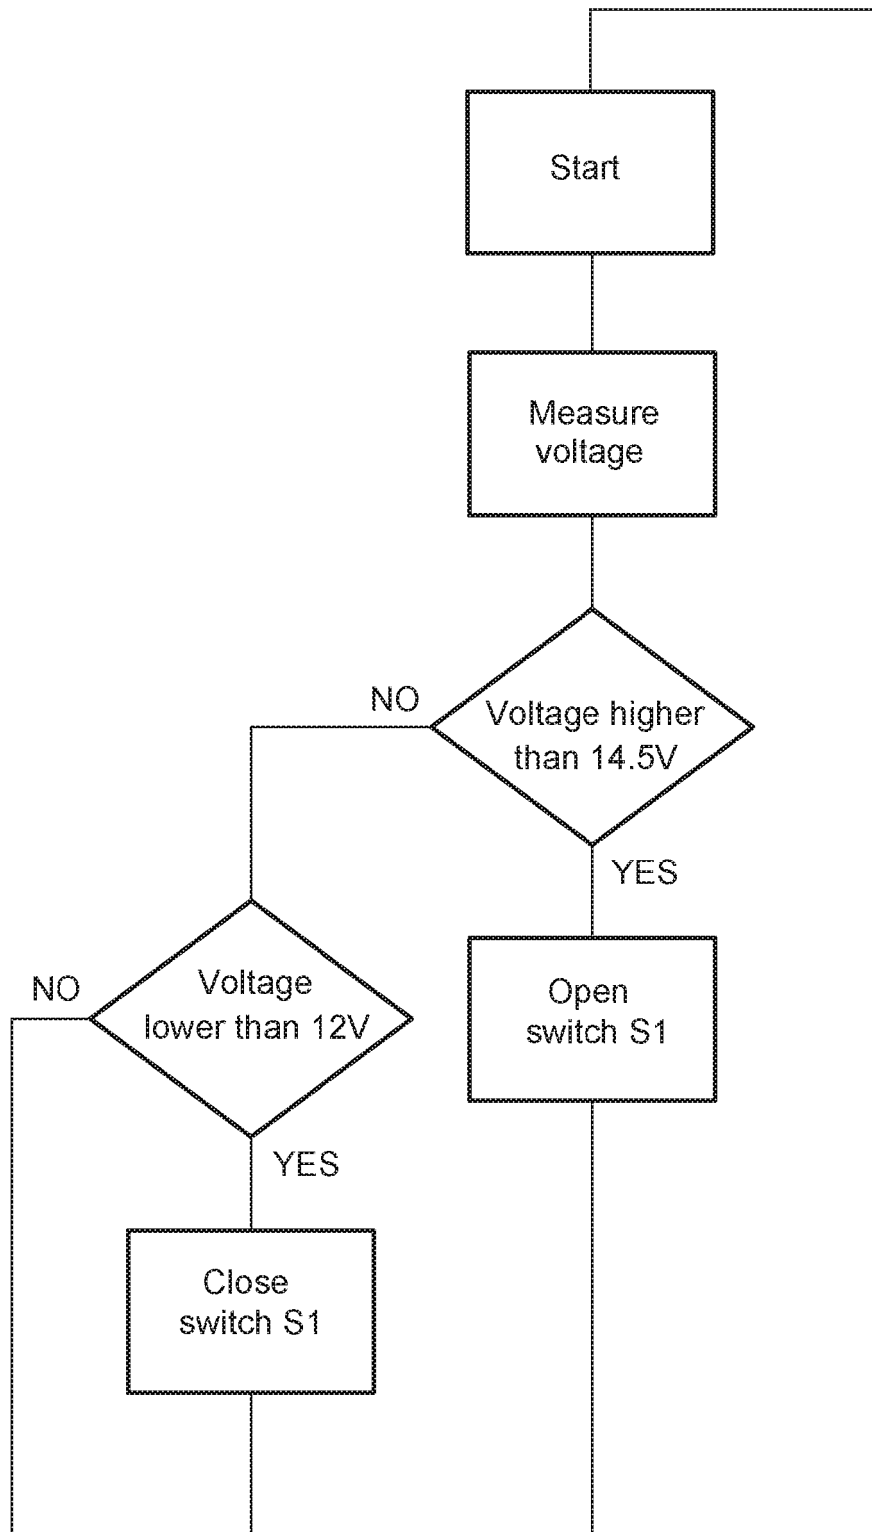 Start
Measure
voltage
NO
Voltage higher
than 14.5V
YES
NO
Voltage
lower than 12V
Open
switch S1
YES
Close
switch S1